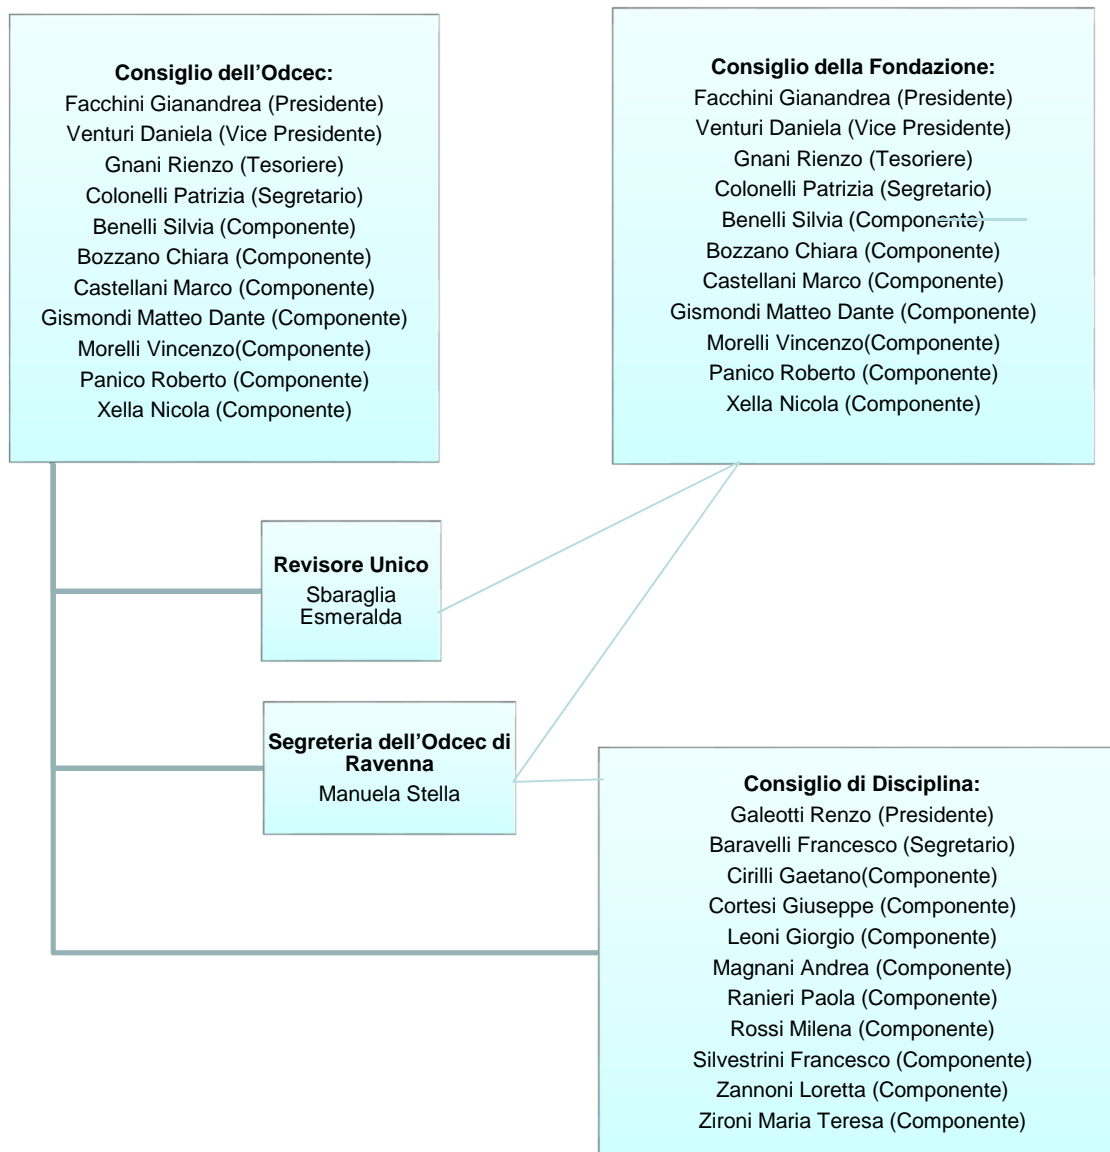 Consiglio dell’Odcec:
Facchini Gianandrea (Presidente)
Venturi Daniela (Vice Presidente)
Gnani Rienzo (Tesoriere)
Colonelli Patrizia (Segretario)
Benelli Silvia (Componente)
Bozzano Chiara (Componente)
Castellani Marco (Componente)
Gismondi Matteo Dante (Componente)
Morelli Vincenzo(Componente)
Panico Roberto (Componente)
Xella Nicola (Componente)
Consiglio della Fondazione:
Facchini Gianandrea (Presidente)
Venturi Daniela (Vice Presidente)
Gnani Rienzo (Tesoriere)
Colonelli Patrizia (Segretario)
Benelli Silvia (Componente)
Bozzano Chiara (Componente)
Castellani Marco (Componente)
Gismondi Matteo Dante (Componente)
Morelli Vincenzo(Componente)
Panico Roberto (Componente)
Xella Nicola (Componente)
Revisore Unico
Sbaraglia
Esmeralda
Segreteria dell’Odcec di
Ravenna
Manuela Stella
Consiglio di Disciplina:
Galeotti Renzo (Presidente)
Baravelli Francesco (Segretario)
Cirilli Gaetano(Componente)
Cortesi Giuseppe (Componente)
Leoni Giorgio (Componente)
Magnani Andrea (Componente)
Ranieri Paola (Componente)
Rossi Milena (Componente)
Silvestrini Francesco (Componente)
Zannoni Loretta (Componente)
Zironi Maria Teresa (Componente)